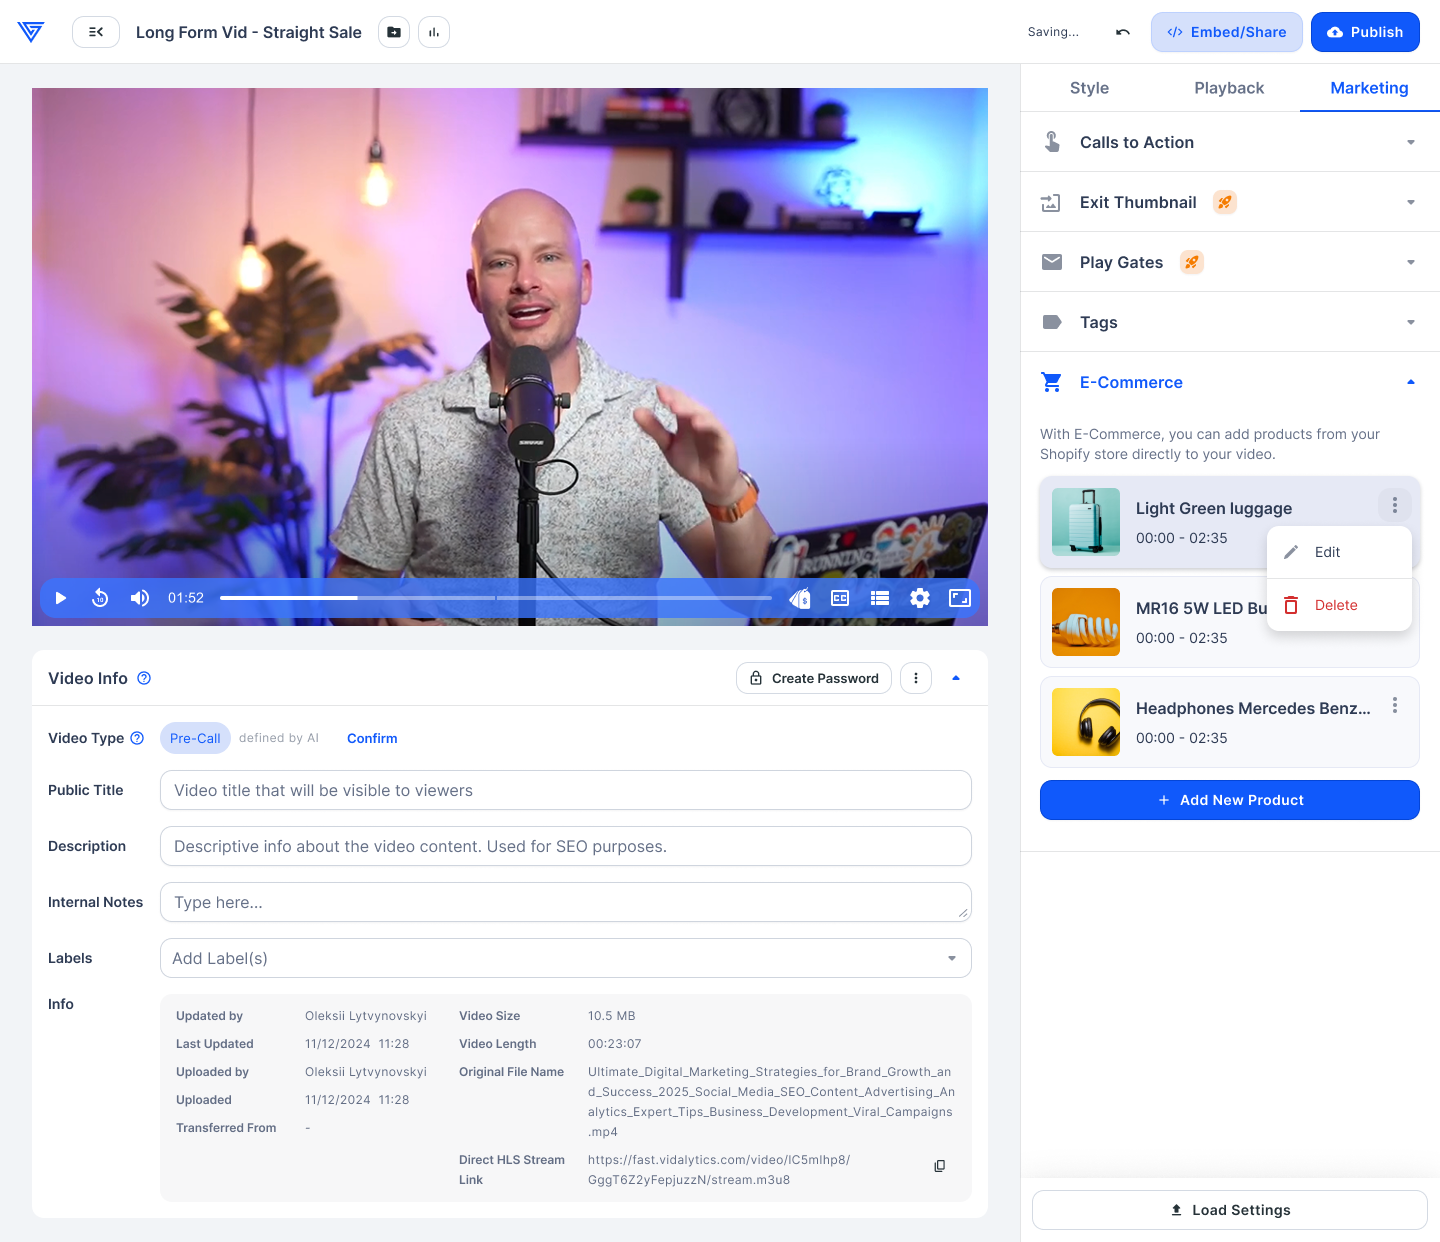 Long Form Vid - Straight Sale
Saving...
Embed/Share
Publish
Style
Playback
Marketing
Calls to Action
Exit Thumbnail
Play Gates
Tags
E-Commerce
With E-Commerce, you can add products from your
Shopify store directly to your video.
Light Green luggage
00:00 - 02:35
Edit
Delete
MR16 5W LED Bu
00:00 - 02:35
Headphones Mercedes Benz...
00:00 - 02:35
+ Add New Product
Load Settings
SHURE
RUNNING
10
01:52
$
CC
Video Info
Create Password
Video Type
Pre-Call
defined by AI
Confirm
Public Title
Video title that will be visible to viewers
Description
Descriptive info about the video content. Used for SEO purposes.
Internal Notes
Type here...
Labels
Add Label(s)
Info
Updated by
Oleksii Lytvynovskyi
Last Updated
11/12/2024 11:28
Uploaded by
Oleksii Lytvynovskyi
Uploaded
11/12/2024 11:28
Transferred From
-
Video Size
10.5 MB
Video Length
00:23:07
Original File Name
Ultimate_Digital_Marketing_Strategies_for_Brand_Growth_an
d_Success_2025_Social_Media_SEO_Content_Advertising_An
alytics_Expert_Tips_Business_Development_Viral_Campaigns
.mp4
Direct HLS Stream
Link
https://fast.vidalytics.com/video/IC5mlhp8/
GggT6Z2yFepjuzzN/stream.m3u8